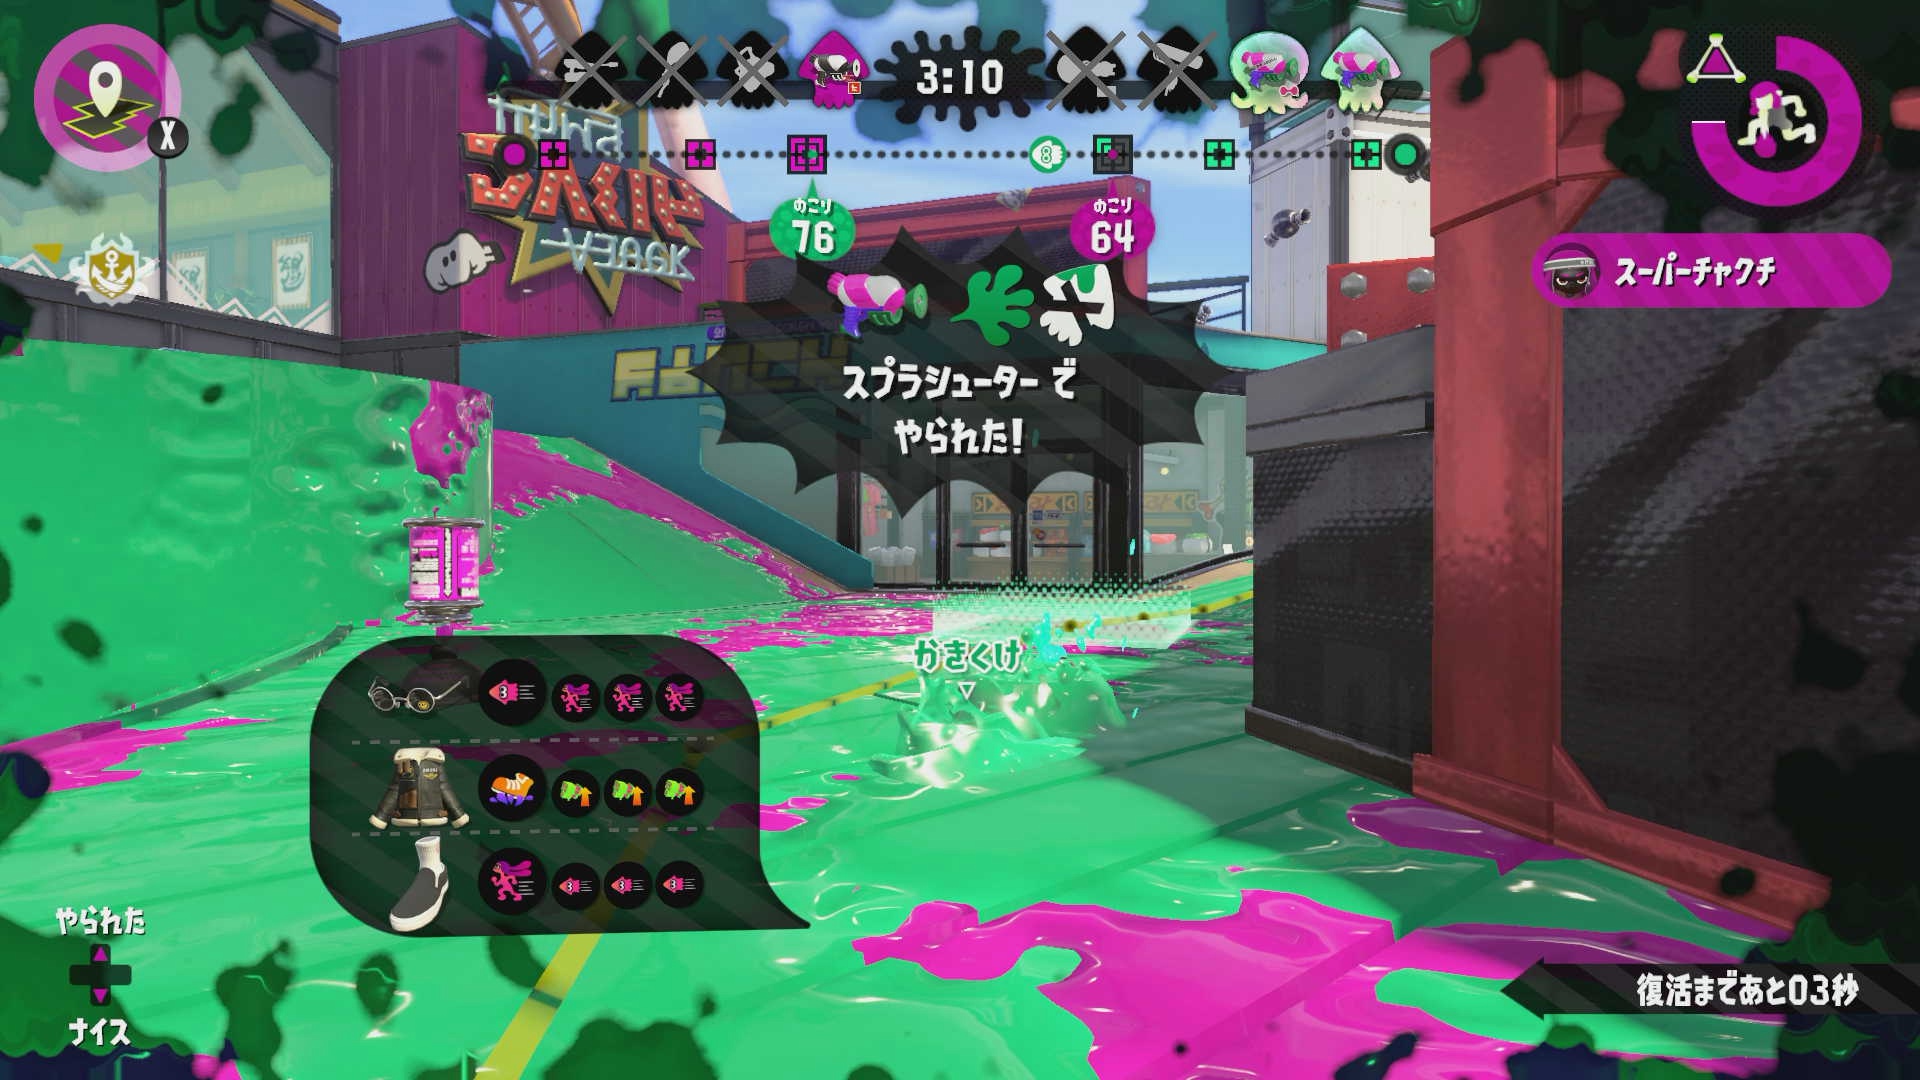 3:10
X
のこり
76
のこり
64
スーパーチャクチ
スプラシューター で
やられた!
かきくけ
やられた
ナイス
復活まであと03秒